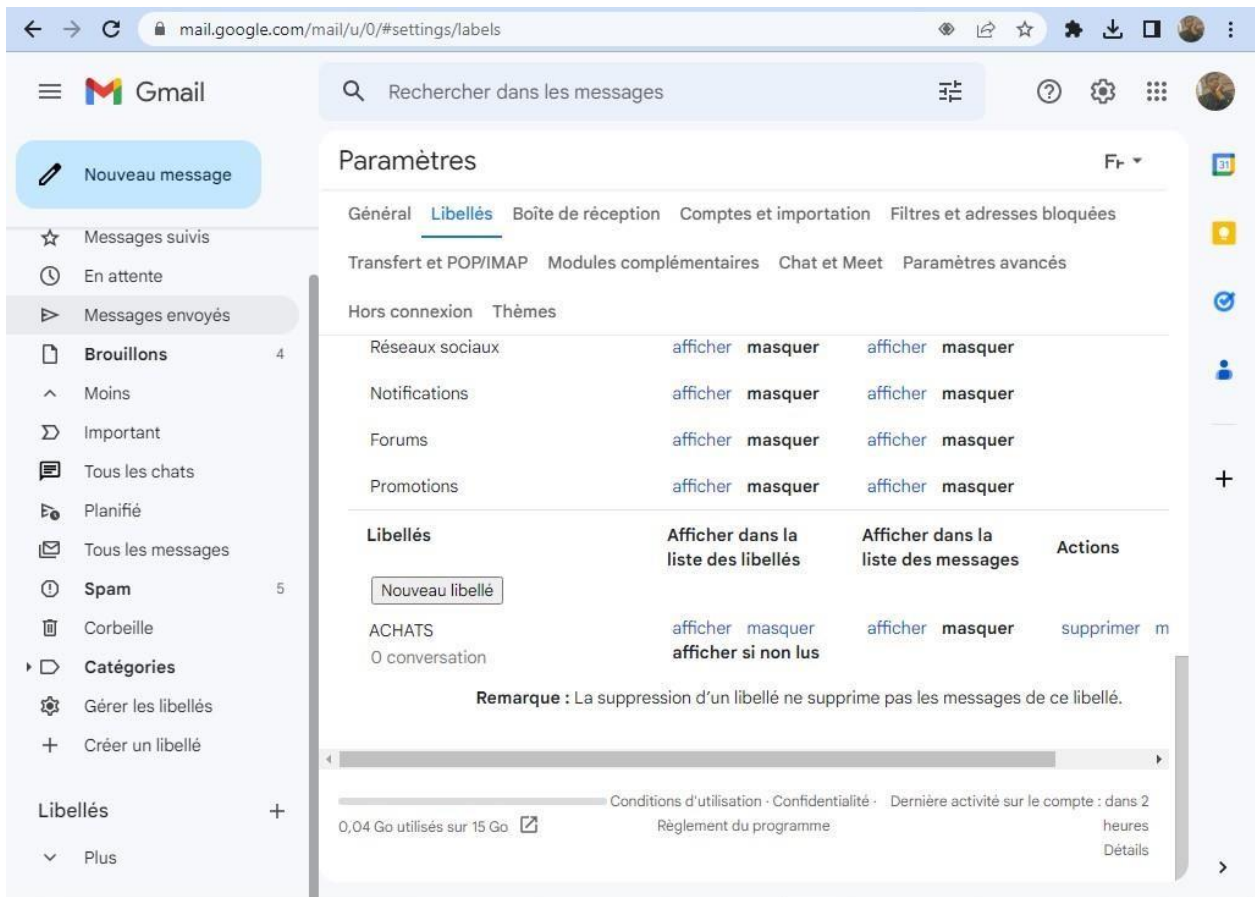 mail.google.com/mail/u/0/#settings/labels
Gmail
Rechercher dans les messages
Nouveau message
Messages suivis
En attente
Messages envoyés
Brouillons 4
Moins
Important
Tous les chats
Planifié
Tous les messages
Spam 5
Corbeille
Catégories
Gérer les libellés
Créer un libellé
Libellés
Plus
Paramètres
Général Libellés Boîte de réception Comptes et importation Filtres et adresses bloquées
Transfert et POP/IMAP Modules complémentaires Chat et Meet Paramètres avancés
Hors connexion Thèmes
Réseaux sociaux afficher masquer afficher masquer
Notifications afficher masquer afficher masquer
Forums afficher masquer afficher masquer
Promotions afficher masquer afficher masquer
Libellés Afficher dans la Afficher dans la Actions
liste des libellés liste des messages
Nouveau libellé
ACHATS afficher masquer afficher masquer supprimer m
0 conversation afficher si non lus
Remarque : La suppression d'un libellé ne supprime pas les messages de ce libellé.
Conditions d'utilisation · Confidentialité · Dernière activité sur le compte : dans 2
0,04 Go utilisés sur 15 Go Règlement du programme heures
Détails
31